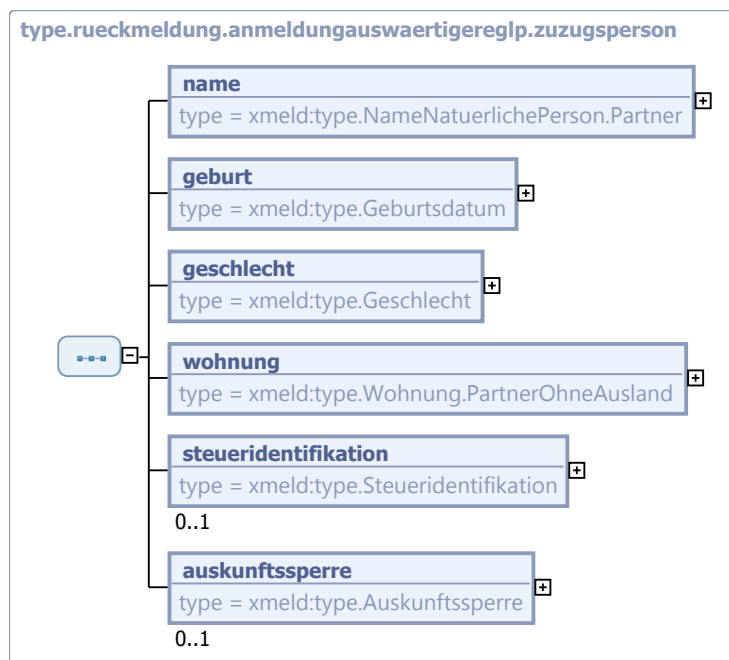 type.rueckmeldung.anmeldungauswaertigereglp.zuzugsperson
name
type = xmeld:type.NameNatuerlichePerson.Partner
geburt
type = xmeld:type.Geburtsdatum
geschlecht
type = xmeld:type.Geschlecht
wohnung
type = xmeld:type.Wohnung.PartnerOhneAusland
steueridentifikation
type = xmeld:type.Steueridentifikation
0..1
auskunftssperre
type = xmeld:type.Auskunftssperre
0..1